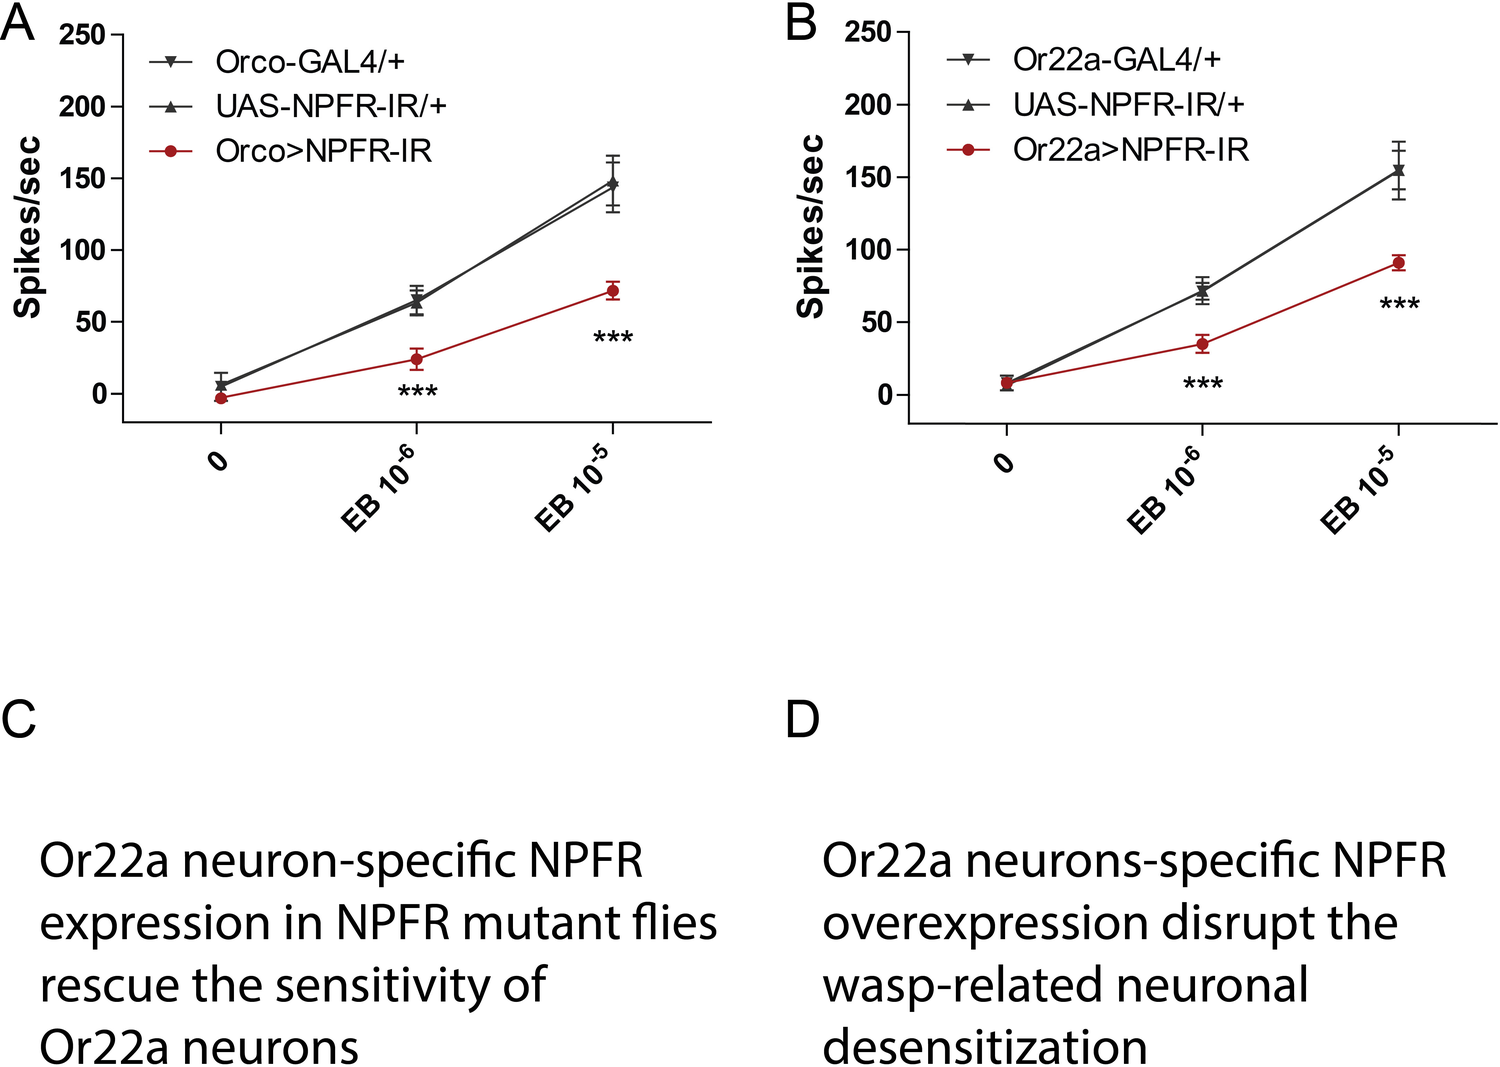 A
250
200
150
100
50
0
Spikes/sec
Orco-GAL4/+
UAS-NPFR-IR/+
Orco>NPFR-IR
***
***
0
EB 10-6
EB 10-5
B
250
200
150
100
50
0
Spikes/sec
Or22a-GAL4/+
UAS-NPFR-IR/+
Or22a>NPFR-IR
***
***
0
EB 10-6
EB 10-5
C
Or22a neuron-specific NPFR
expression in NPFR mutant flies
rescue the sensitivity of
Or22a neurons
D
Or22a neurons-specific NPFR
overexpression disrupt the
wasp-related neuronal
desensitization